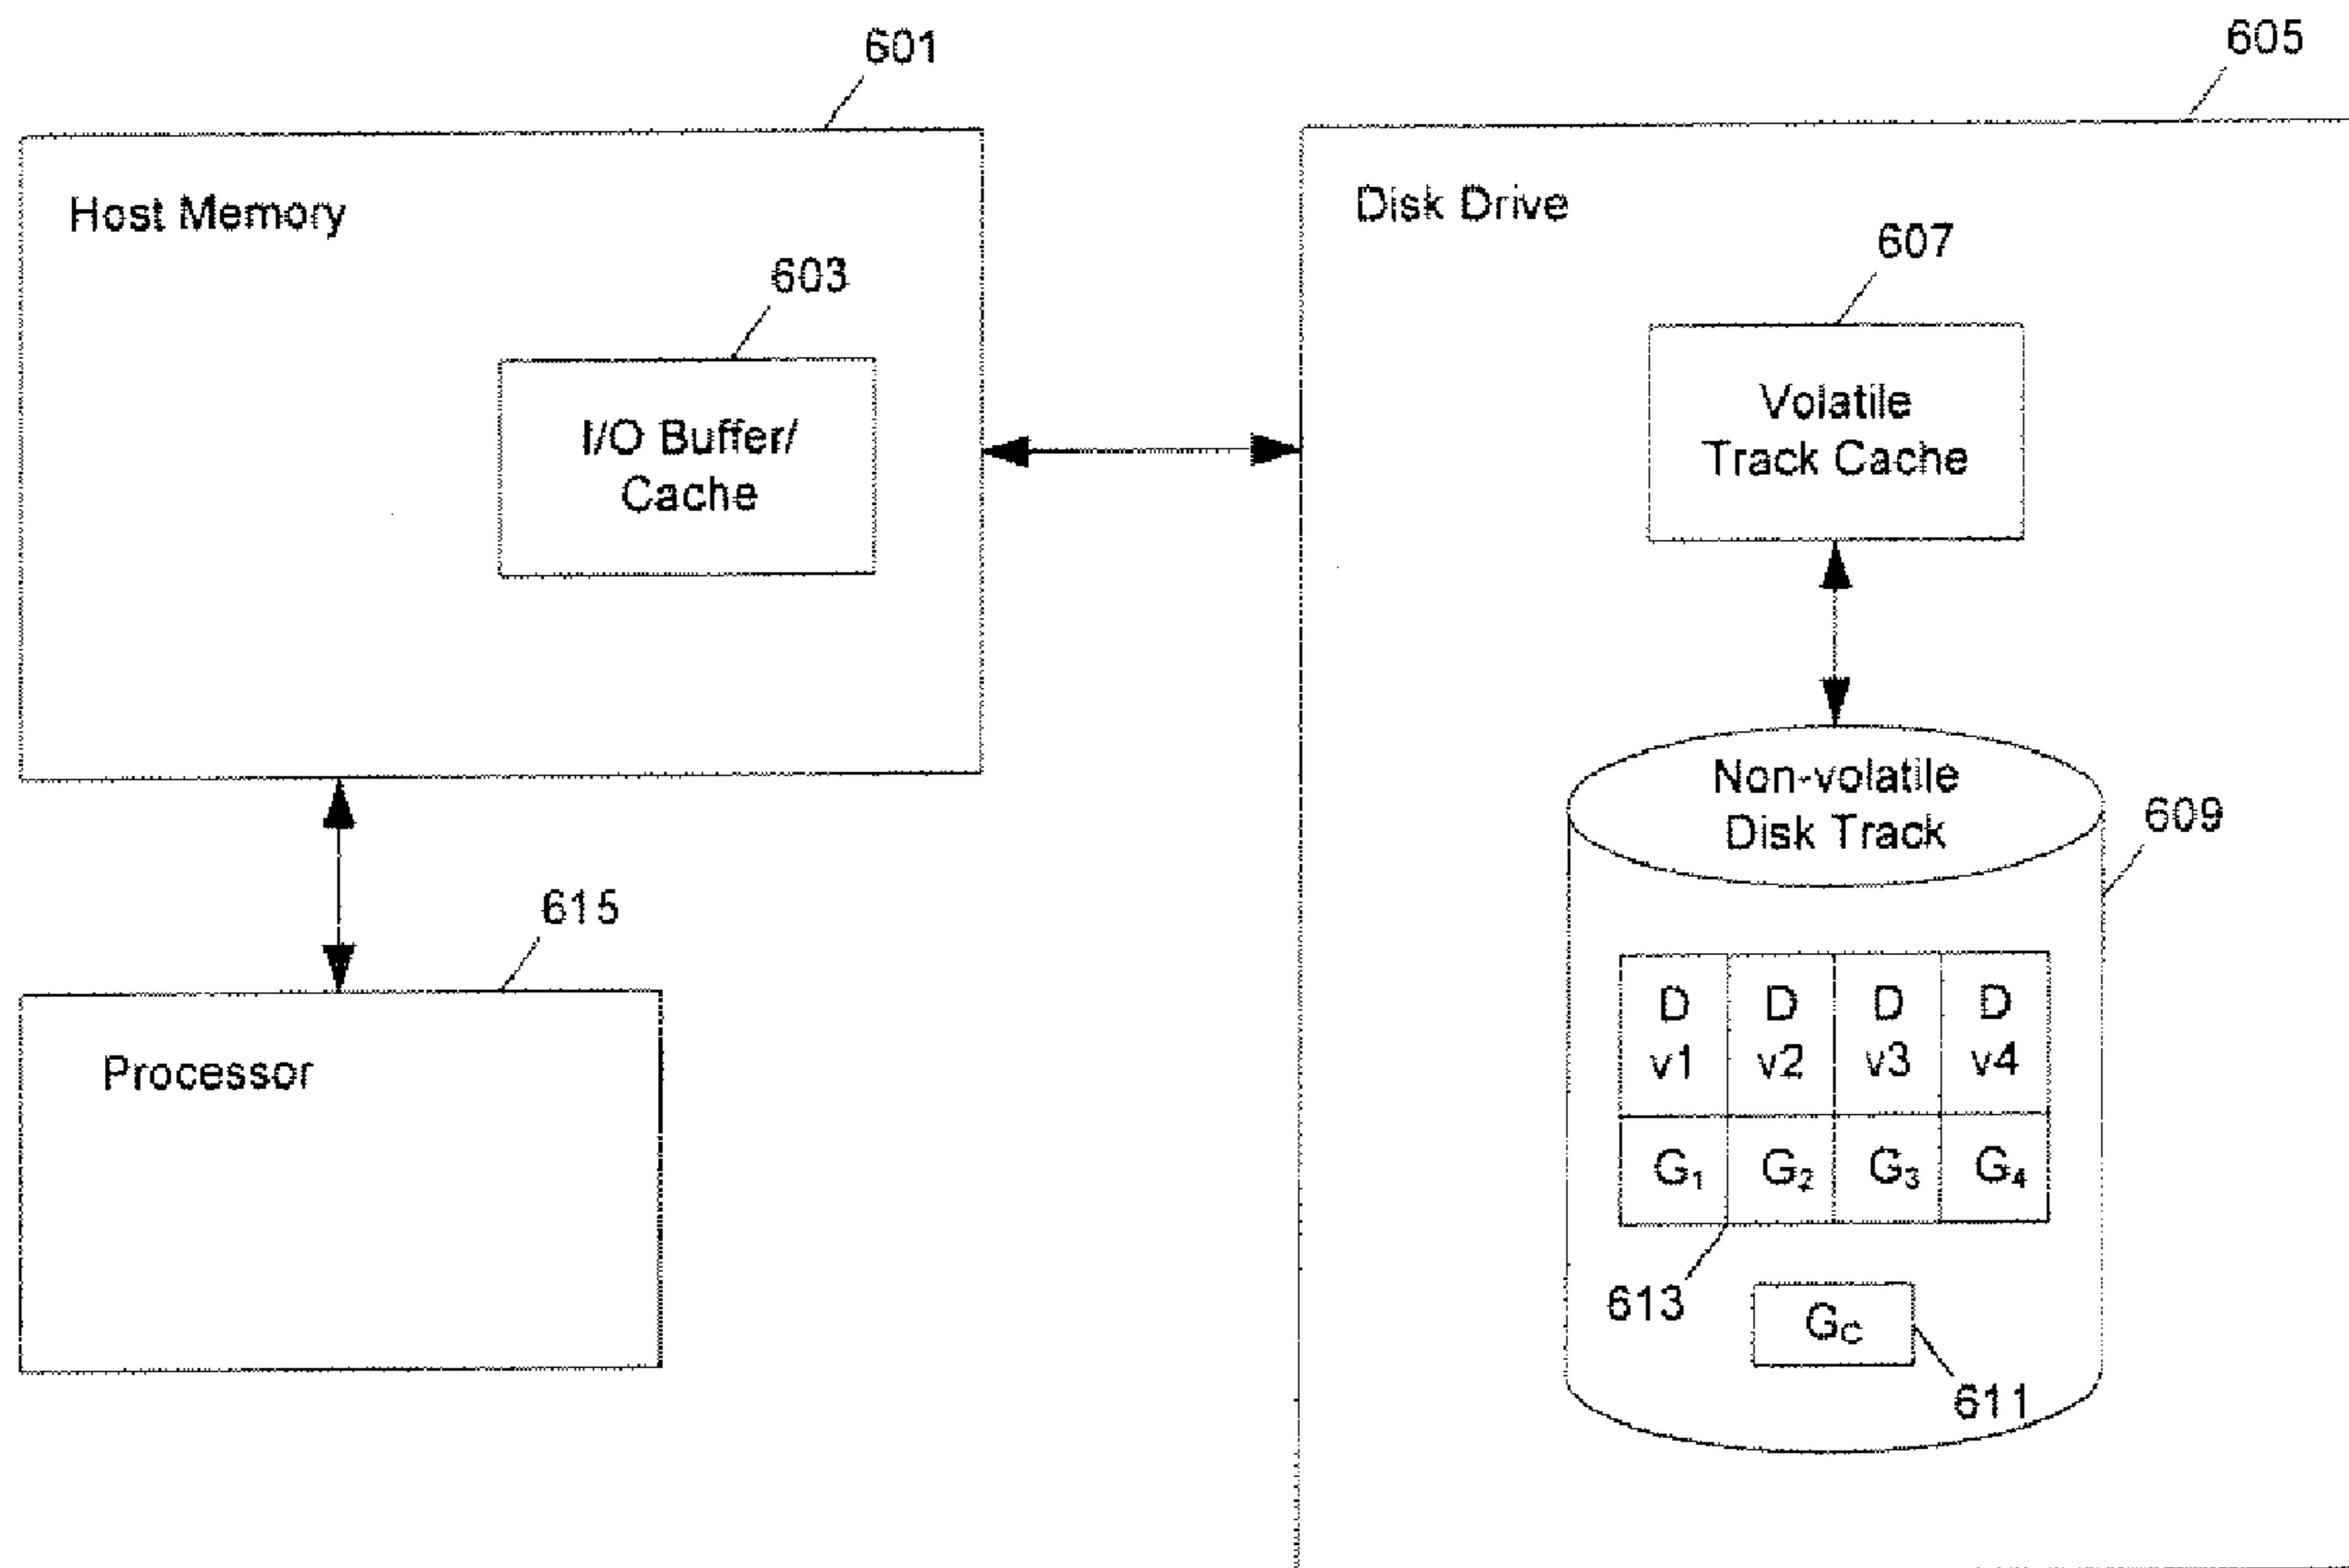 601
605
Host Memory
Disk Drive
603
607
I/O Buffer/
Cache
Volatile
Track Cache
Non-volatile
Disk Track
609
615
Processor
D D D D
v1 v2 v3 v4
G₁ G₂ G₃ G₄
613
G_C
611